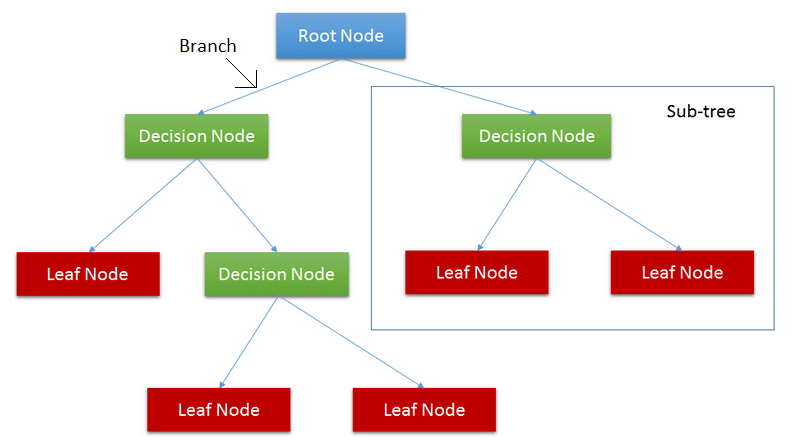 Root Node
Branch
Sub-tree
Decision Node
Decision Node
Leaf Node
Decision Node
Leaf Node
Leaf Node
Leaf Node
Leaf Node